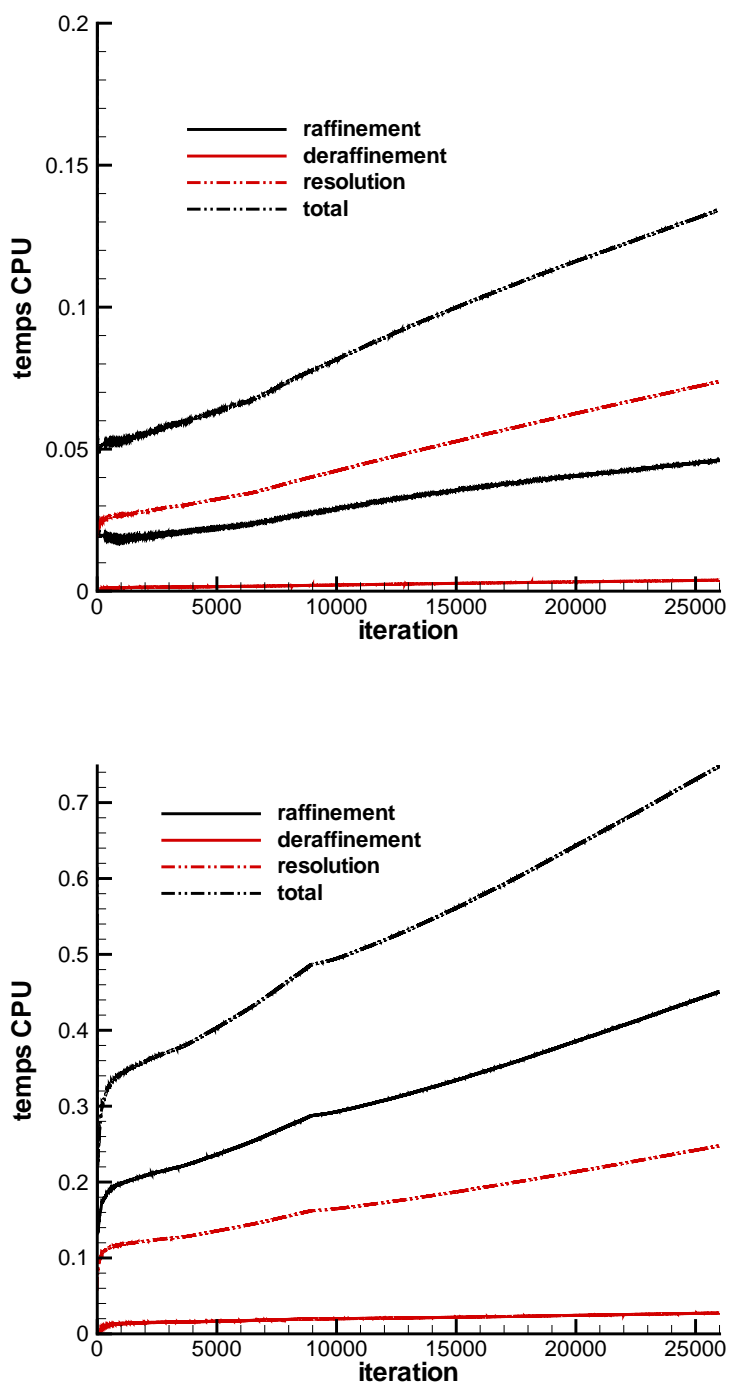 0.2
raffinement
deraffinement
0.15
resolution
total
temps CPU
0.1
0.05
0
0 5000 10000 15000 20000 25000
iteration
0.7
raffinement
deraffinement
resolution
0.6
total
0.5
temps CPU
0.4
0.3
0.2
0.1
0
0 5000 10000 15000 20000 25000
iteration